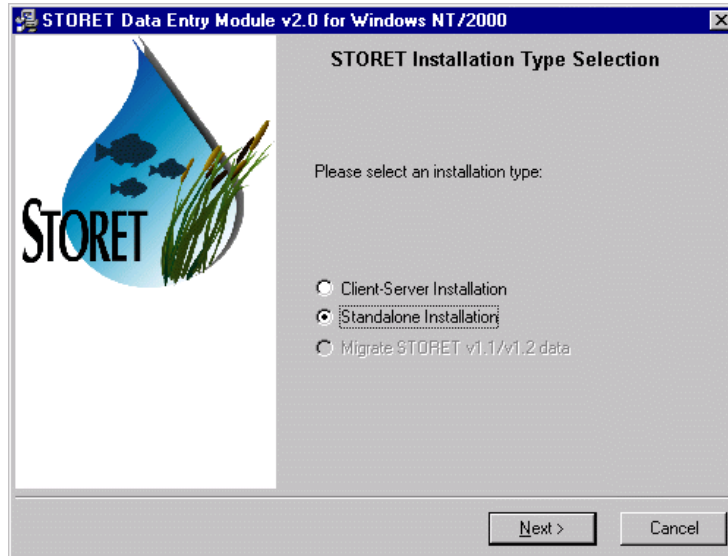 STORET Data Entry Module v2.0 for Windows NT/2000
STORET Installation Type Selection
Please select an installation type:
STORET
Client-Server Installation
Standalone Installation
Migrate STORET v1.1/v1.2 data
Next >
Cancel